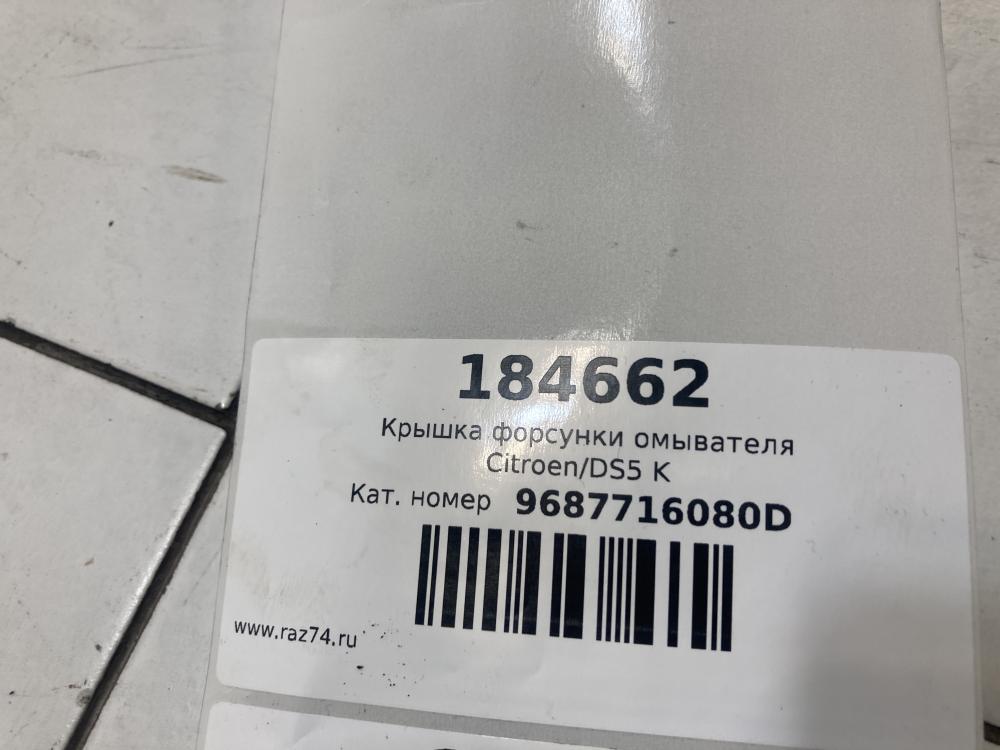 184662
Крышка форсунки омывателя
Citroen/DS5 K
Кат. номер 9687716080D
www.raz74.ru